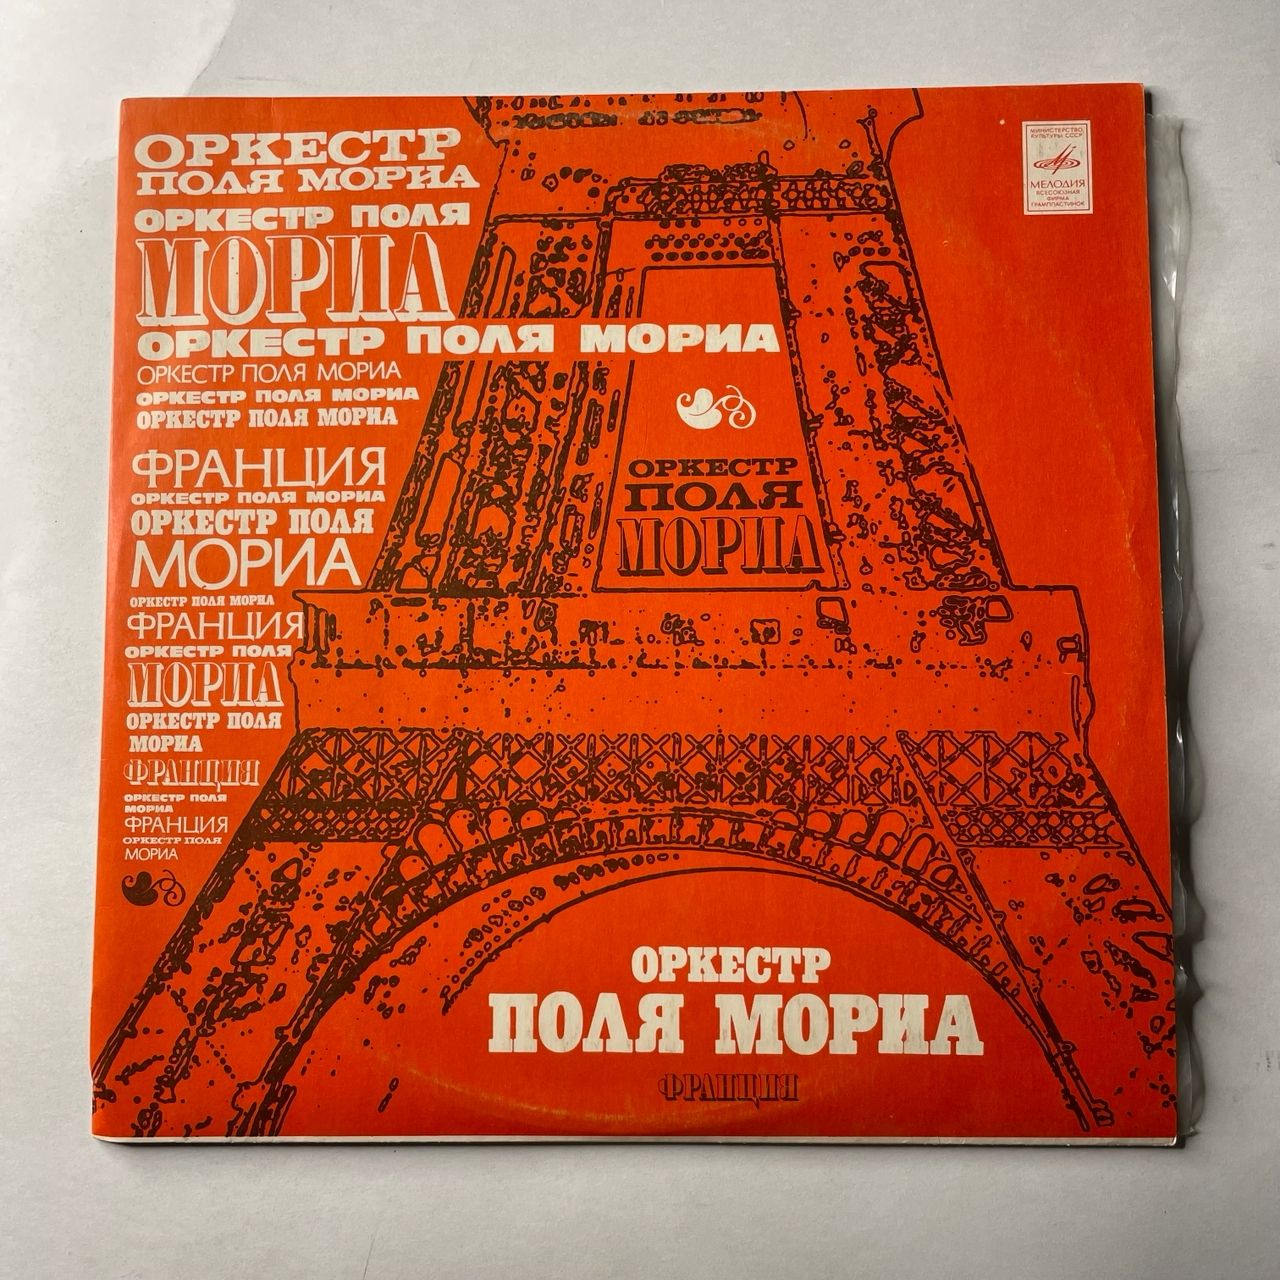 ОРКЕСТР
ПОЛЯ МОРИА
ОРКЕСТР ПОЛЯ
МОРИА
ОРКЕСТР ПОЛЯ МОРИА
ОРКЕСТР ПОЛЯ МОРИА
ОРКЕСТР ПОЛЯ МОРИА
ОРКЕСТР ПОЛЯ МОРИА
ФРАНЦИЯ
ОРКЕСТР ПОЛЯ МОРИА
ОРКЕСТР ПОЛЯ
МОРИА
ОРКЕСТР ПОЛЯ МОРИА
ФРАНЦИЯ
ОРКЕСТР ПОЛЯ
МОРИА
ОРКЕСТР ПОЛЯ
МОРИА
ФРАНЦИЯ
ОРКЕСТР ПОЛЯ
МОРИА
ФРАНЦИЯ
ОРКЕСТР ПОЛЯ
МОРИА
МИНИСТЕРСТВО
КУЛЬТУРЫ СССР
МЕЛОДИЯ
ВСЕСОЮЗНАЯ
ФИРМА
ГРАМПЛАСТИНОК
ОРКЕСТР
ПОЛЯ
МОРИА
ОРКЕСТР
ПОЛЯ МОРИА
ФРАНЦИЯ